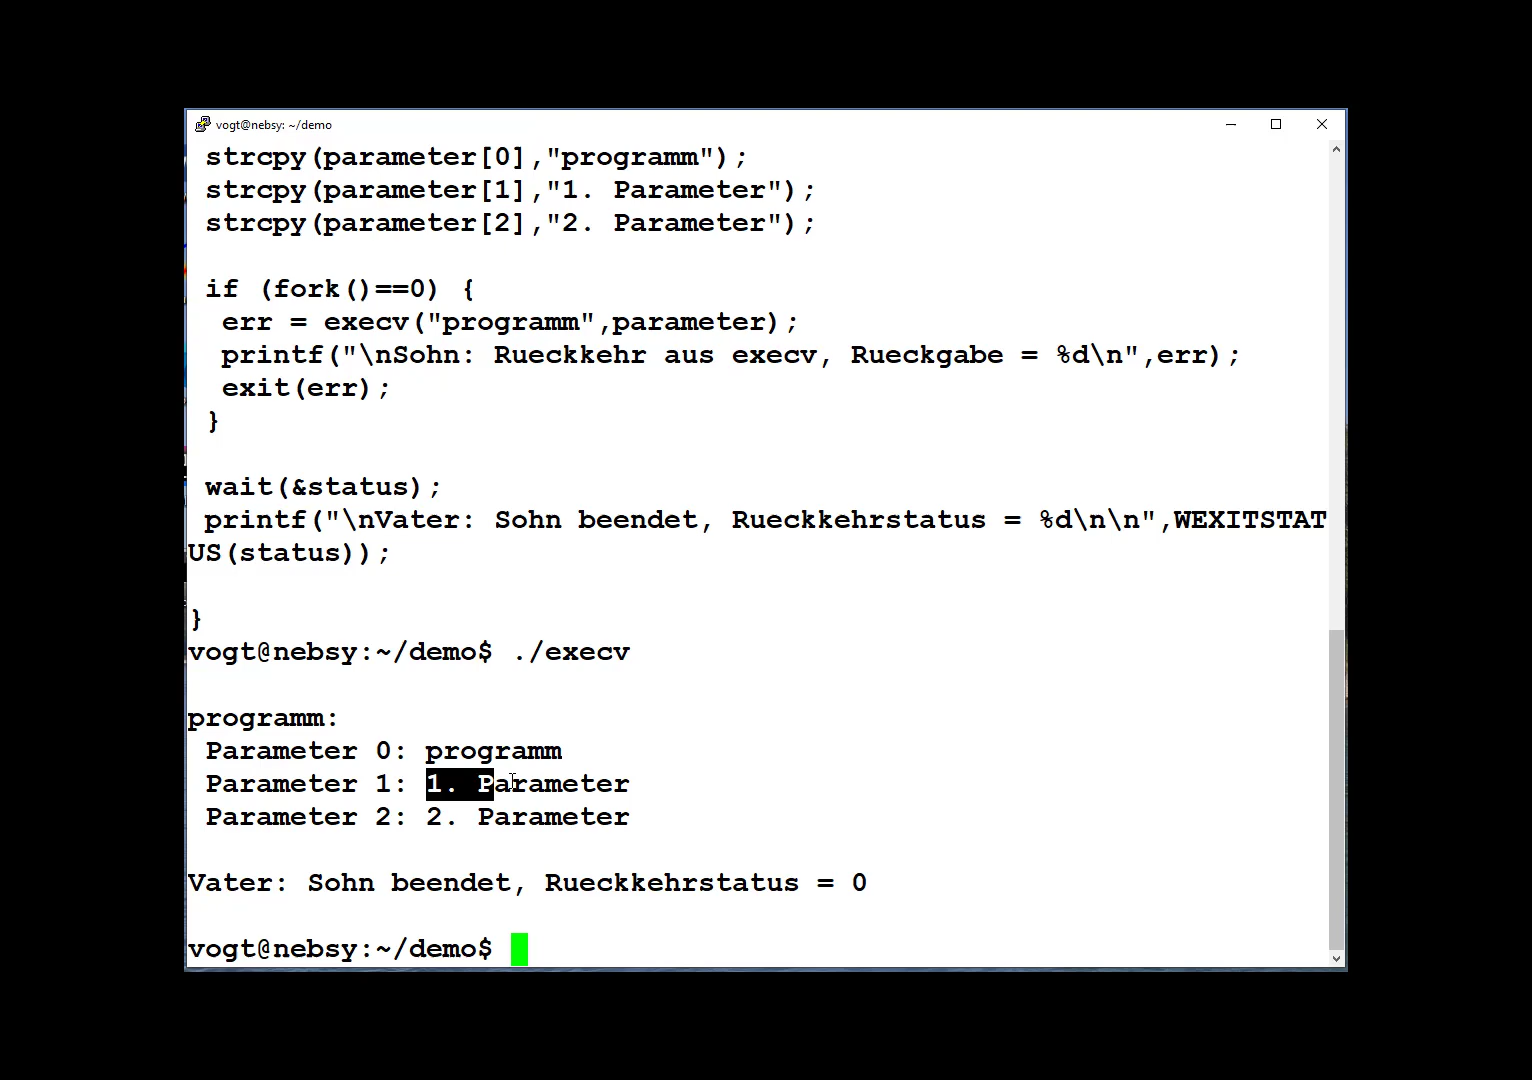 vogt@nebsy: ~/demo
strcpy(parameter[0],"programm");
strcpy(parameter[1],"1. Parameter");
strcpy(parameter[2],"2. Parameter");
if (fork()==0) {
err = execv("programm",parameter);
printf("\nSohn: Rueckkehr aus execv, Rueckgabe = %d\n",err);
exit(err);
}
wait(&status);
printf("\nVater: Sohn beendet, Rueckkehrstatus = %d\n\n",WEXITSTAT
US(status));
}
vogt@nebsy:~/demo$ ./execv
programm:
Parameter 0: programm
Parameter 1: 1. Parameter
Parameter 2: 2. Parameter
Vater: Sohn beendet, Rueckkehrstatus = 0
vogt@nebsy:~/demo$